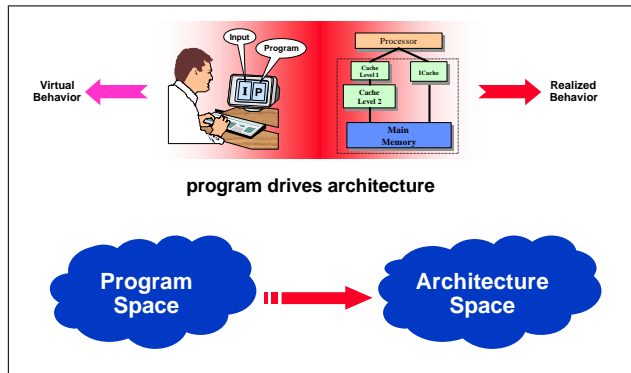 Input
Program
I P
Virtual
Behavior
Processor
Cache
Level 1
ICache
Cache
Level 2
Main
Memory
Realized
Behavior
program drives architecture
Program
Space
Architecture
Space